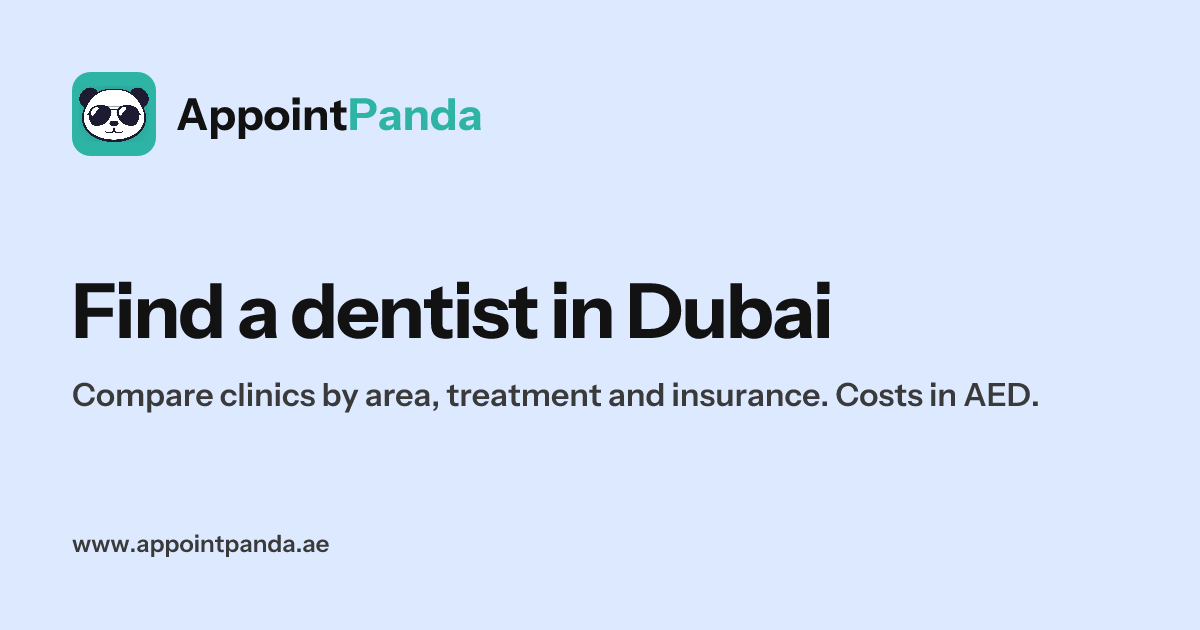 AppointPanda
Find a dentist in Dubai
Compare clinics by area, treatment and insurance. Costs in AED.
www.appointpanda.ae